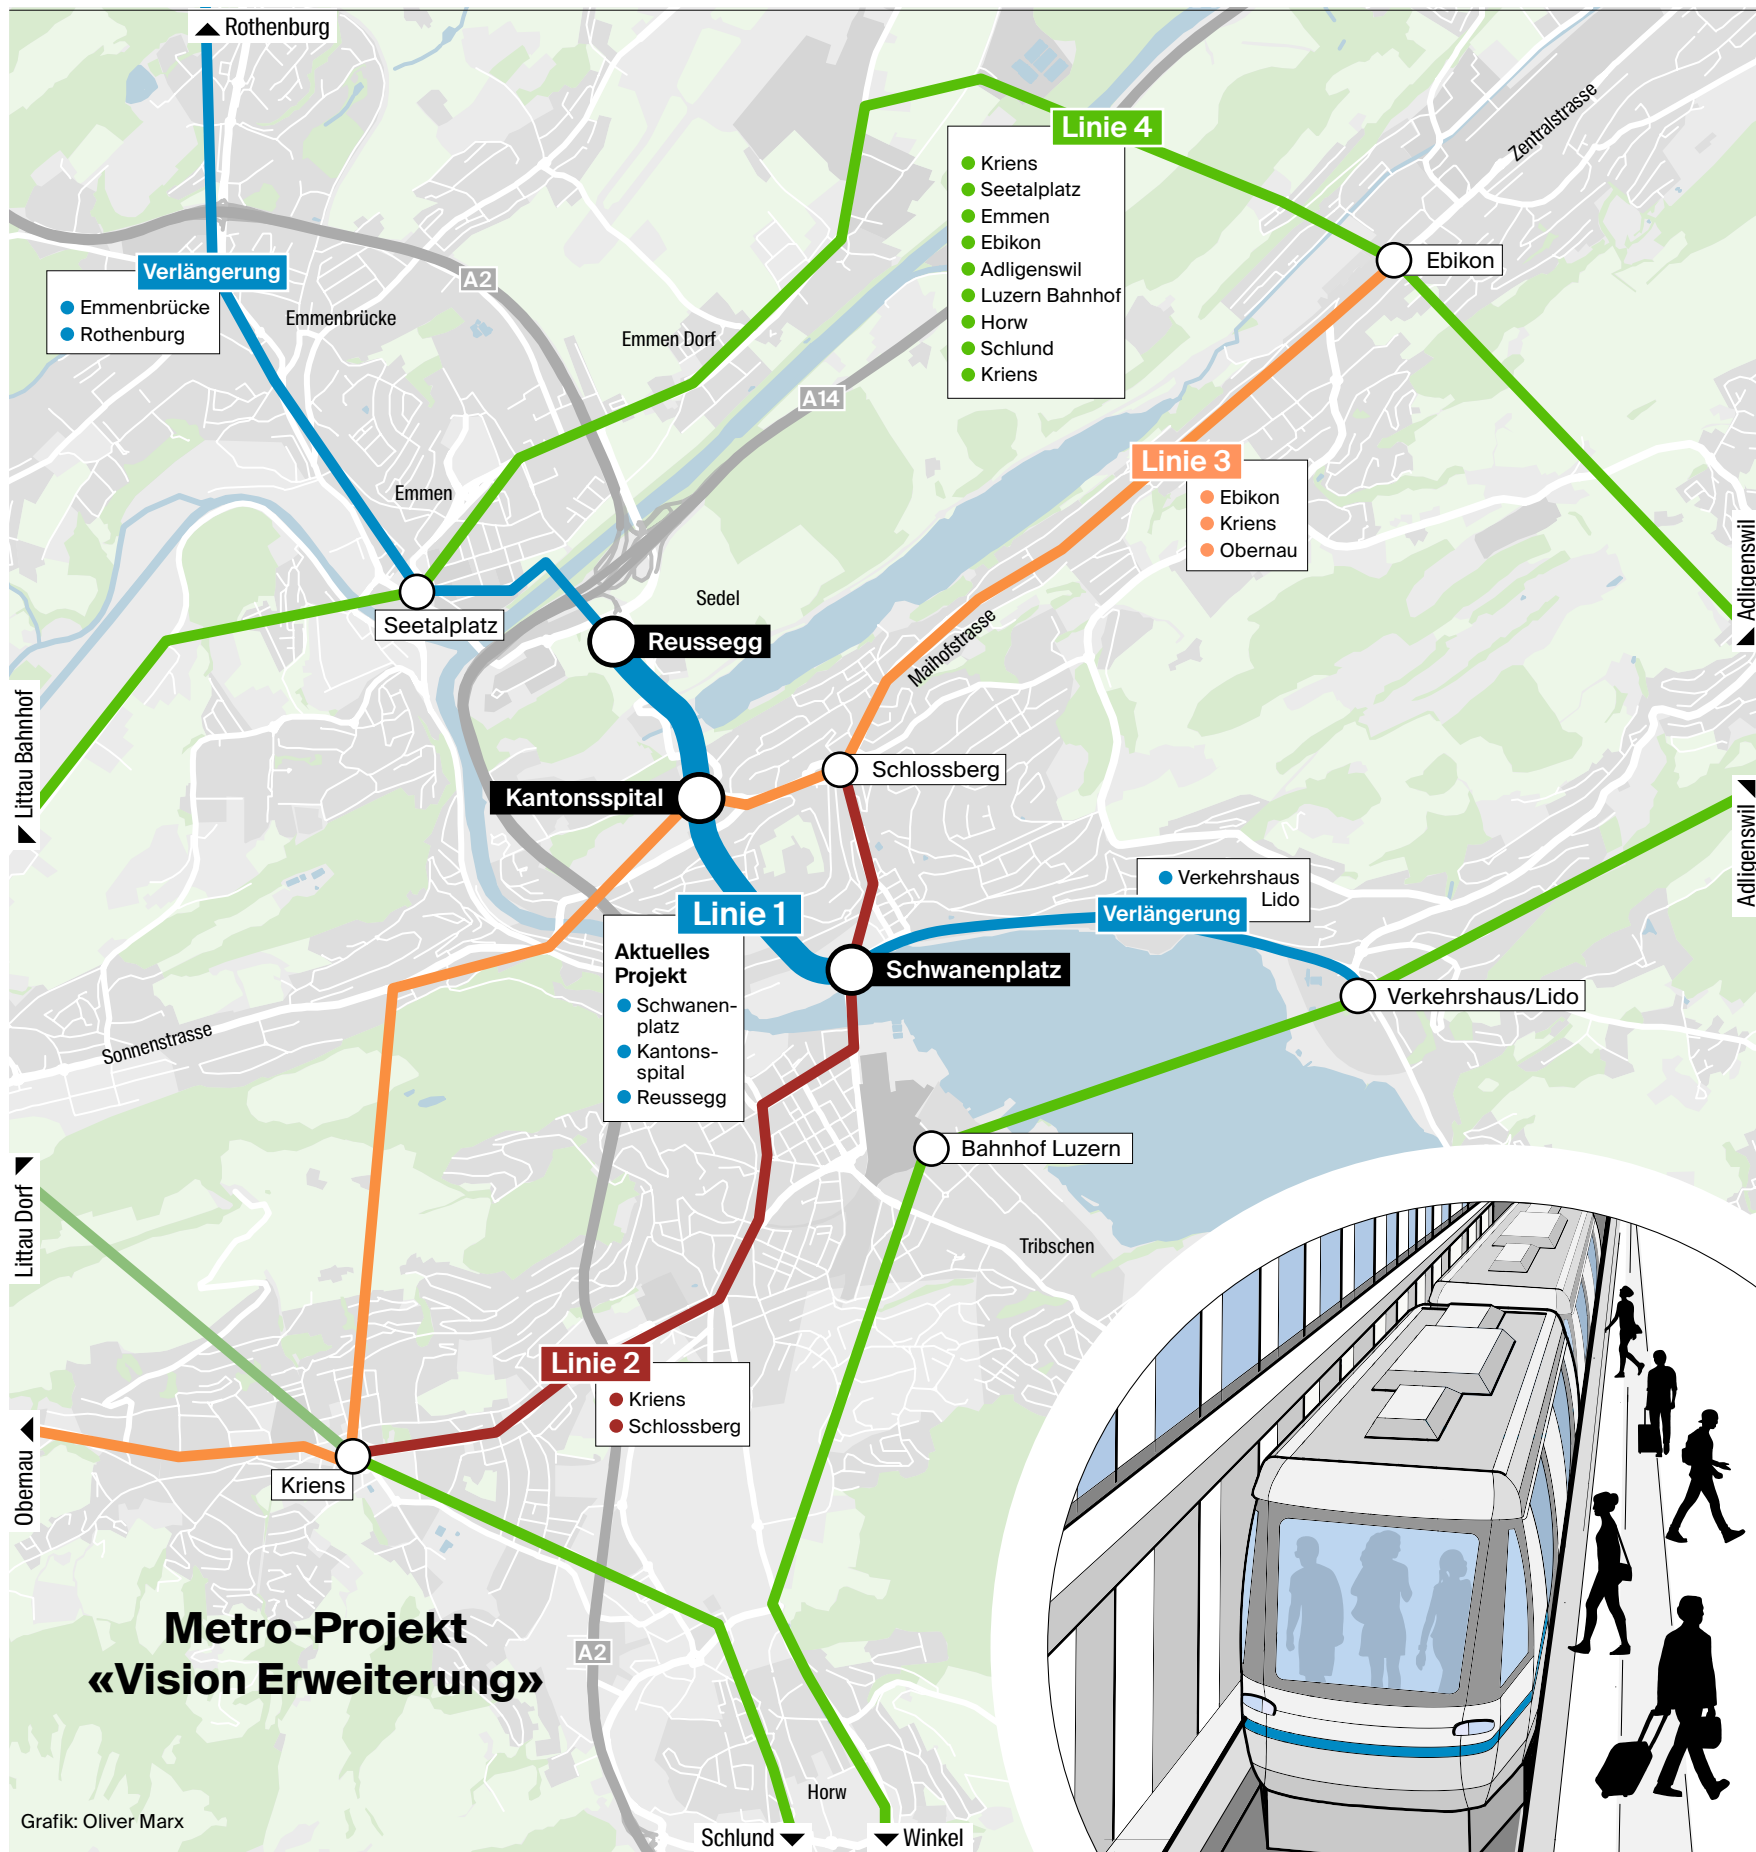 Rothenburg
Linie 4
Kriens
Seetalplatz
Emmen
Ebikon
Adligenswil
Luzern Bahnhof
Horw
Schlund
Kriens
Zentralstrasse
Ebikon
Verlängerung
Emmenbrücke
Rothenburg
A2
Emmenbrücke
Emmen Dorf
A14
Linie 3
Ebikon
Kriens
Obernau
Emmen
Adligenswil
Seetalplatz
Sedel
Reussegg
Maihofstrasse
Littau Bahnhof
Schlossberg
Kantonsspital
Adligenswil
Verkehrshaus
Lido
Verlängerung
Linie 1
Aktuelles
Projekt
Schwanen-
platz
Kantons-
spital
Reussegg
Schwanenplatz
Verkehrshaus/Lido
Sonnenstrasse
Bahnhof Luzern
Littau Dorf
Tribschen
Linie 2
Kriens
Schlossberg
Obernau
Kriens
Metro-Projekt
«Vision Erweiterung»
A2
Horw
Grafik: Oliver Marx
Schlund
Winkel